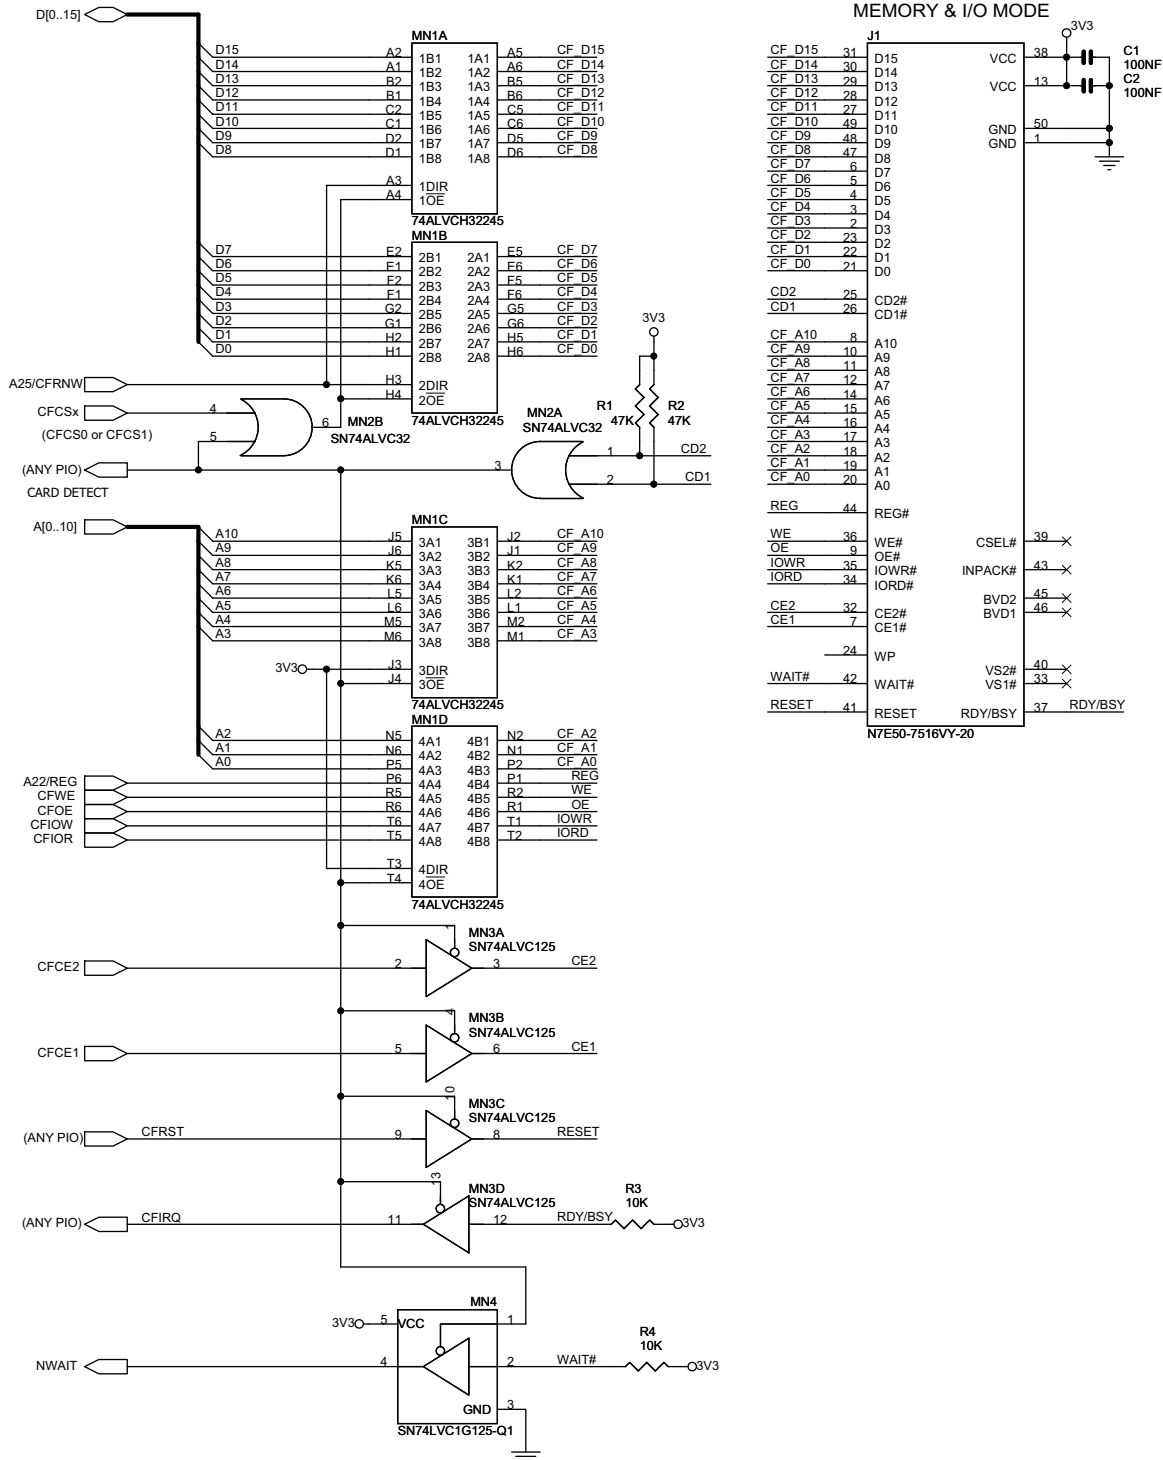 MEMORY & I/O MODE
D[0..15]
MN1A
D15 A2 1B1 1A1 A5 CF_D15
D14 A1 1B2 1A2 A6 CF_D14
D13 B2 1B3 1A3 B5 CF_D13
D12 B1 1B4 1A4 B6 CF_D12
D11 C2 1B5 1A5 C5 CF_D11
D10 C1 1B6 1A6 C6 CF_D10
D9 D2 1B7 1A7 D5 CF_D9
D8 D1 1B8 1A8 D6 CF_D8
A3 1DIR
A4 1OE
74ALVCH32245
MN1B
D7 E2 2B1 2A1 E5 CF_D7
D6 E1 2B2 2A2 E6 CF_D6
D5 F2 2B3 2A3 F5 CF_D5
D4 F1 2B4 2A4 F6 CF_D4
D3 G2 2B5 2A5 G5 CF_D3
D2 G1 2B6 2A6 G6 CF_D2
D1 H2 2B7 2A7 H5 CF_D1
D0 H1 2B8 2A8 H6 CF_D0
A25/CFRNW H3 2DIR
H4 2OE
74ALVCH32245
CFCSx 4
(CFCS0 or CFCS1) 5
6 MN2B
SN74ALVC32
MN2A
SN74ALVC32
3V3
R1
47K
R2
47K
1 CD2
2 CD1
3
(ANY PIO)
CARD DETECT
A[0..10]
MN1C
A10 J5 3A1 3B1 J2 CF_A10
A9 J6 3A2 3B2 J1 CF_A9
A8 K5 3A3 3B3 K2 CF_A8
A7 K6 3A4 3B4 K1 CF_A7
A6 L5 3A5 3B5 L2 CF_A6
A5 L6 3A6 3B6 L1 CF_A5
A4 M5 3A7 3B7 M2 CF_A4
A3 M6 3A8 3B8 M1 CF_A3
3V3 J3 3DIR
J4 3OE
74ALVCH32245
MN1D
A2 N5 4A1 4B1 N2 CF_A2
A1 N6 4A2 4B2 N1 CF_A1
A0 P5 4A3 4B3 P2 CF_A0
A22/REG P6 4A4 4B4 P1 REG
CFWE R5 4A5 4B5 R2 WE
CFOE R6 4A6 4B6 R1 OE
CFIOW T6 4A7 4B7 T1 IOWR
CFIOR T5 4A8 4B8 T2 IORD
T3 4DIR
T4 4OE
74ALVCH32245
1 MN3A
SN74ALVC125
CFCE2 2 3 CE2
4 MN3B
SN74ALVC125
CFCE1 5 6 CE1
10 MN3C
SN74ALVC125
(ANY PIO) CFRST 9 8 RESET
13 MN3D
SN74ALVC125
R3
10K
(ANY PIO) CFIRQ 11 12 RDY/BSY 3V3
MN4
3V3 5 VCC 1
R4
10K
NWAIT 4 2 WAIT# 3V3
GND 3
SN74LVC1G125-Q1
J1
3V3
CF_D15 31 D15 VCC 38 C1
100NF
CF_D14 30 D14
CF_D13 29 D13 VCC 13 C2
100NF
CF_D12 28 D12
CF_D11 27 D11
CF_D10 49 D10 GND 50
CF_D9 48 D9 GND 1
CF_D8 47 D8
CF_D7 6 D7
CF_D6 5 D6
CF_D5 4 D5
CF_D4 3 D4
CF_D3 2 D3
CF_D2 23 D2
CF_D1 22 D1
CF_D0 21 D0
CD2 25 CD2#
CD1 26 CD1#
CF_A10 8 A10
CF_A9 10 A9
CF_A8 11 A8
CF_A7 12 A7
CF_A6 14 A6
CF_A5 15 A5
CF_A4 16 A4
CF_A3 17 A3
CF_A2 18 A2
CF_A1 19 A1
CF_A0 20 A0
REG 44 REG#
WE 36 WE# CSEL# 39
OE 9 OE#
IOWR 35 IOWR# INPACK# 43
IORD 34 IORD#
BVD2 45
CE2 32 CE2# BVD1 46
CE1 7 CE1#
24 WP
VS2# 40
WAIT# 42 WAIT# VS1# 33
RESET 41 RESET RDY/BSY 37 RDY/BSY
N7E50-7516VY-20